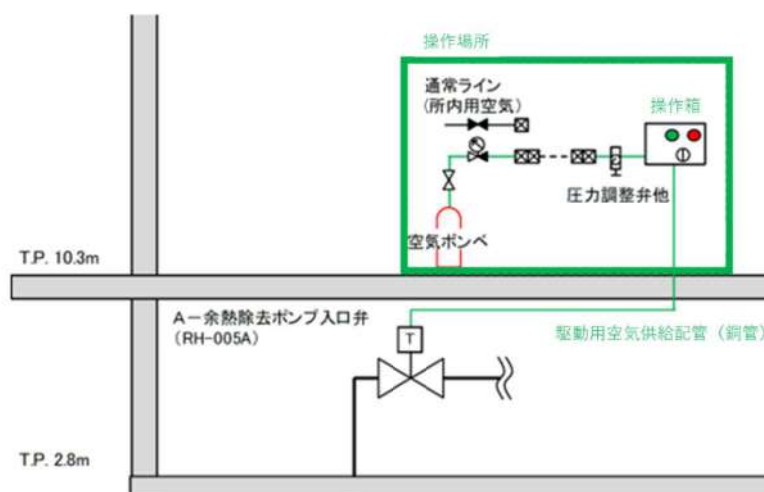 操作場所
通常ライン
(所内用空気)
操作箱
圧力調整弁他
空気ボンベ
T.P. 10.3m
A－余熱除去ポンプ入口弁
(RH-005A)
駆動用空気供給配管（銅管）
T
T.P. 2.8m